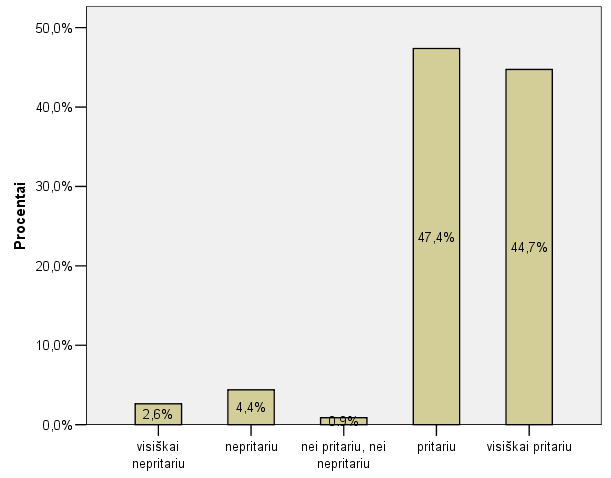 50,0%
40,0%
30,0%
20,0%
10,0%
0,0%
Procentai
2,6%
4,4%
0,9%
47,4%
44,7%
visiškai
nepritariu
nepritariu
nei pritariu, nei
nepritariu
pritariu
visiškai pritariu